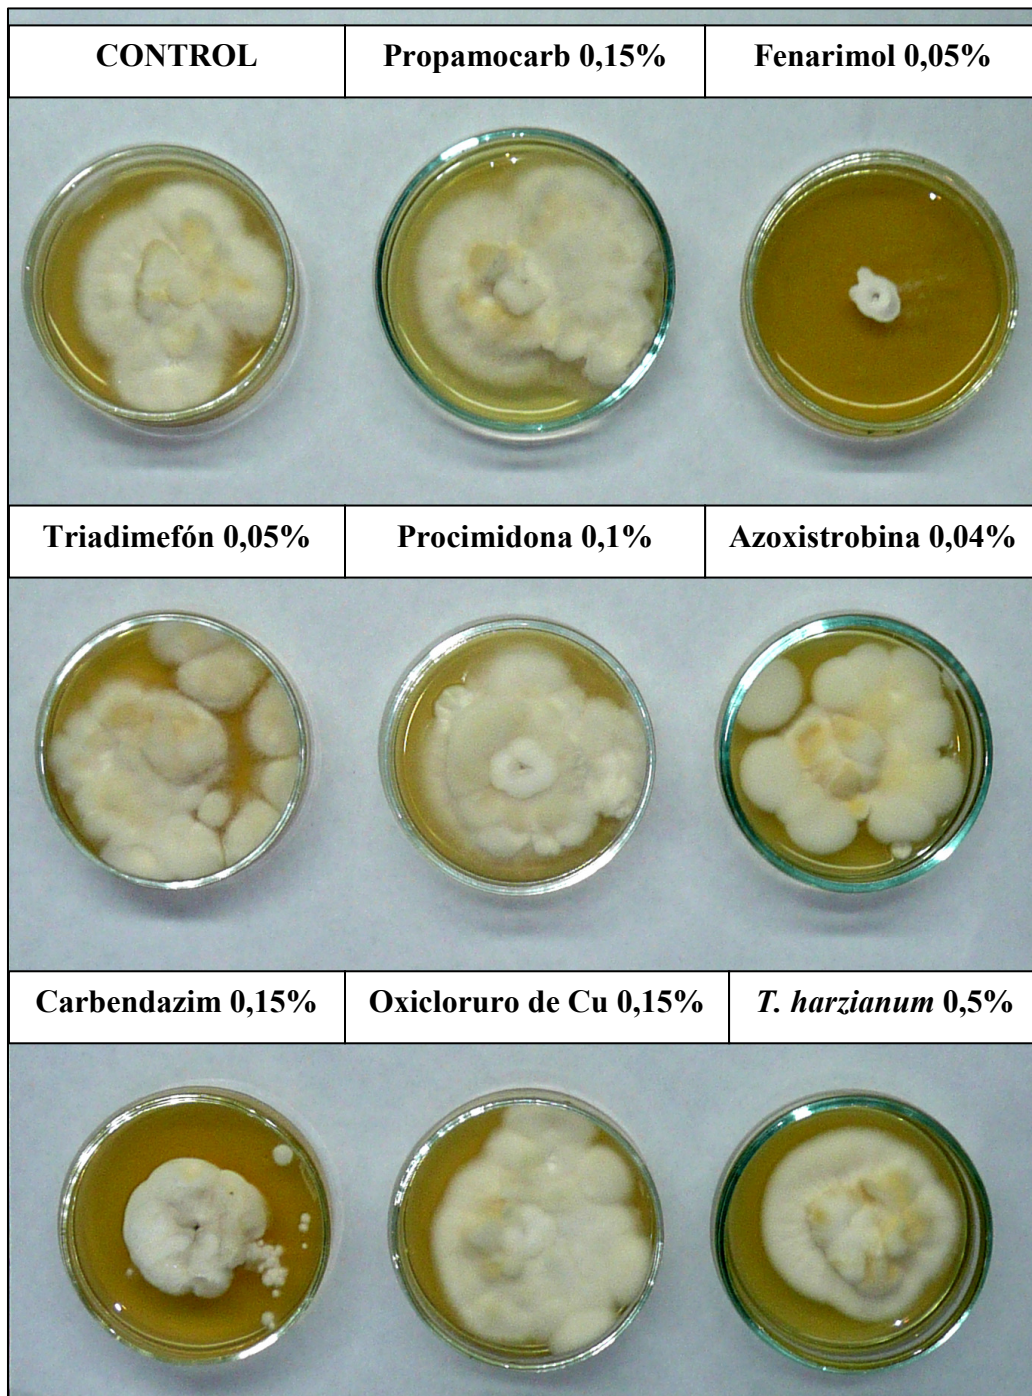 CONTROL
Propamocarb 0,15%
Fenarimol 0,05%
Triadimefón 0,05%
Procimidona 0,1%
Azoxistrobina 0,04%
Carbendazim 0,15%
Oxicloruro de Cu 0,15%
T. harzianum 0,5%